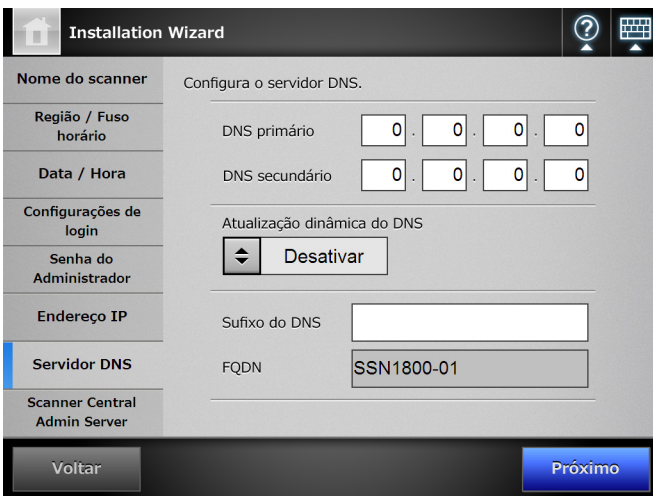 Installation Wizard
?
Nome do scanner
Região / Fuso
horário
Data / Hora
Configurações de
login
Senha do
Administrador
Endereço IP
Servidor DNS
Scanner Central
Admin Server
Configura o servidor DNS.
DNS primário 0 . 0 . 0 . 0
DNS secundário 0 . 0 . 0 . 0
Atualização dinâmica do DNS
Desativar
Sufixo do DNS
FQDN SSN1800-01
Voltar
Próximo